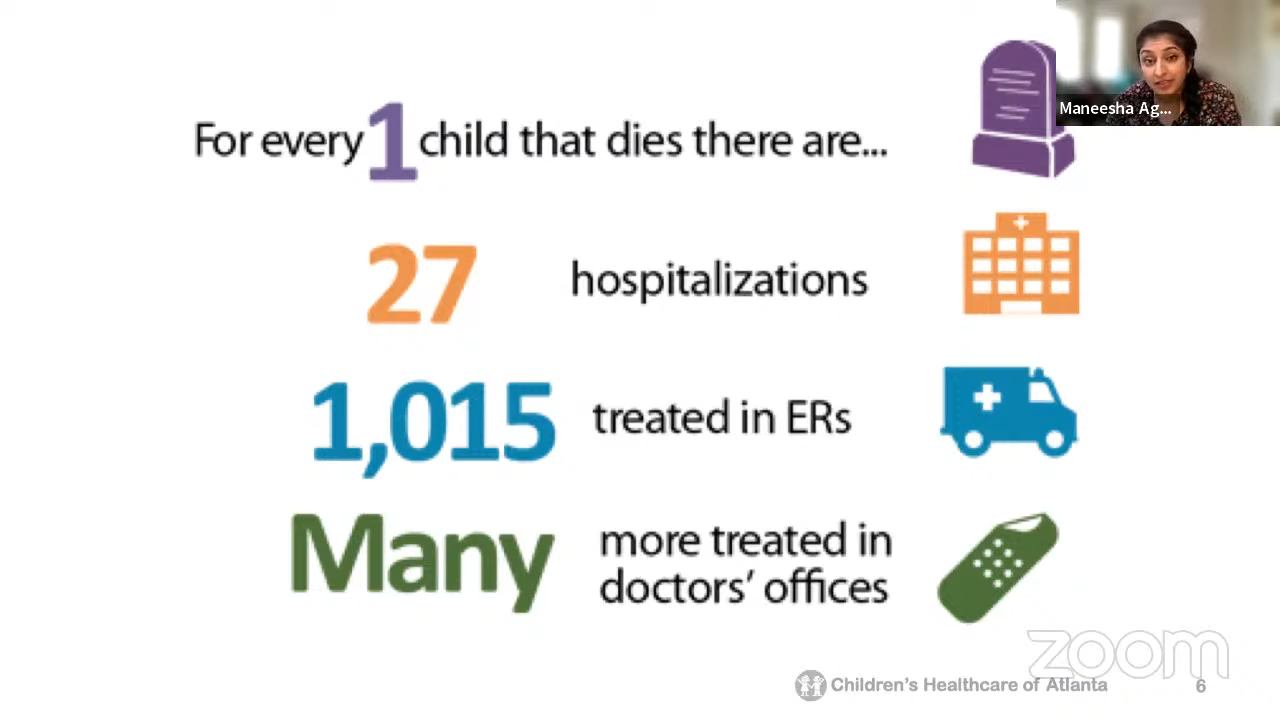 Maneesha Ag...
For every 1 child that dies there are...
27 hospitalizations
1,015 treated in ERs
Many more treated in
doctors' offices
zoom
Children's Healthcare of Atlanta 6